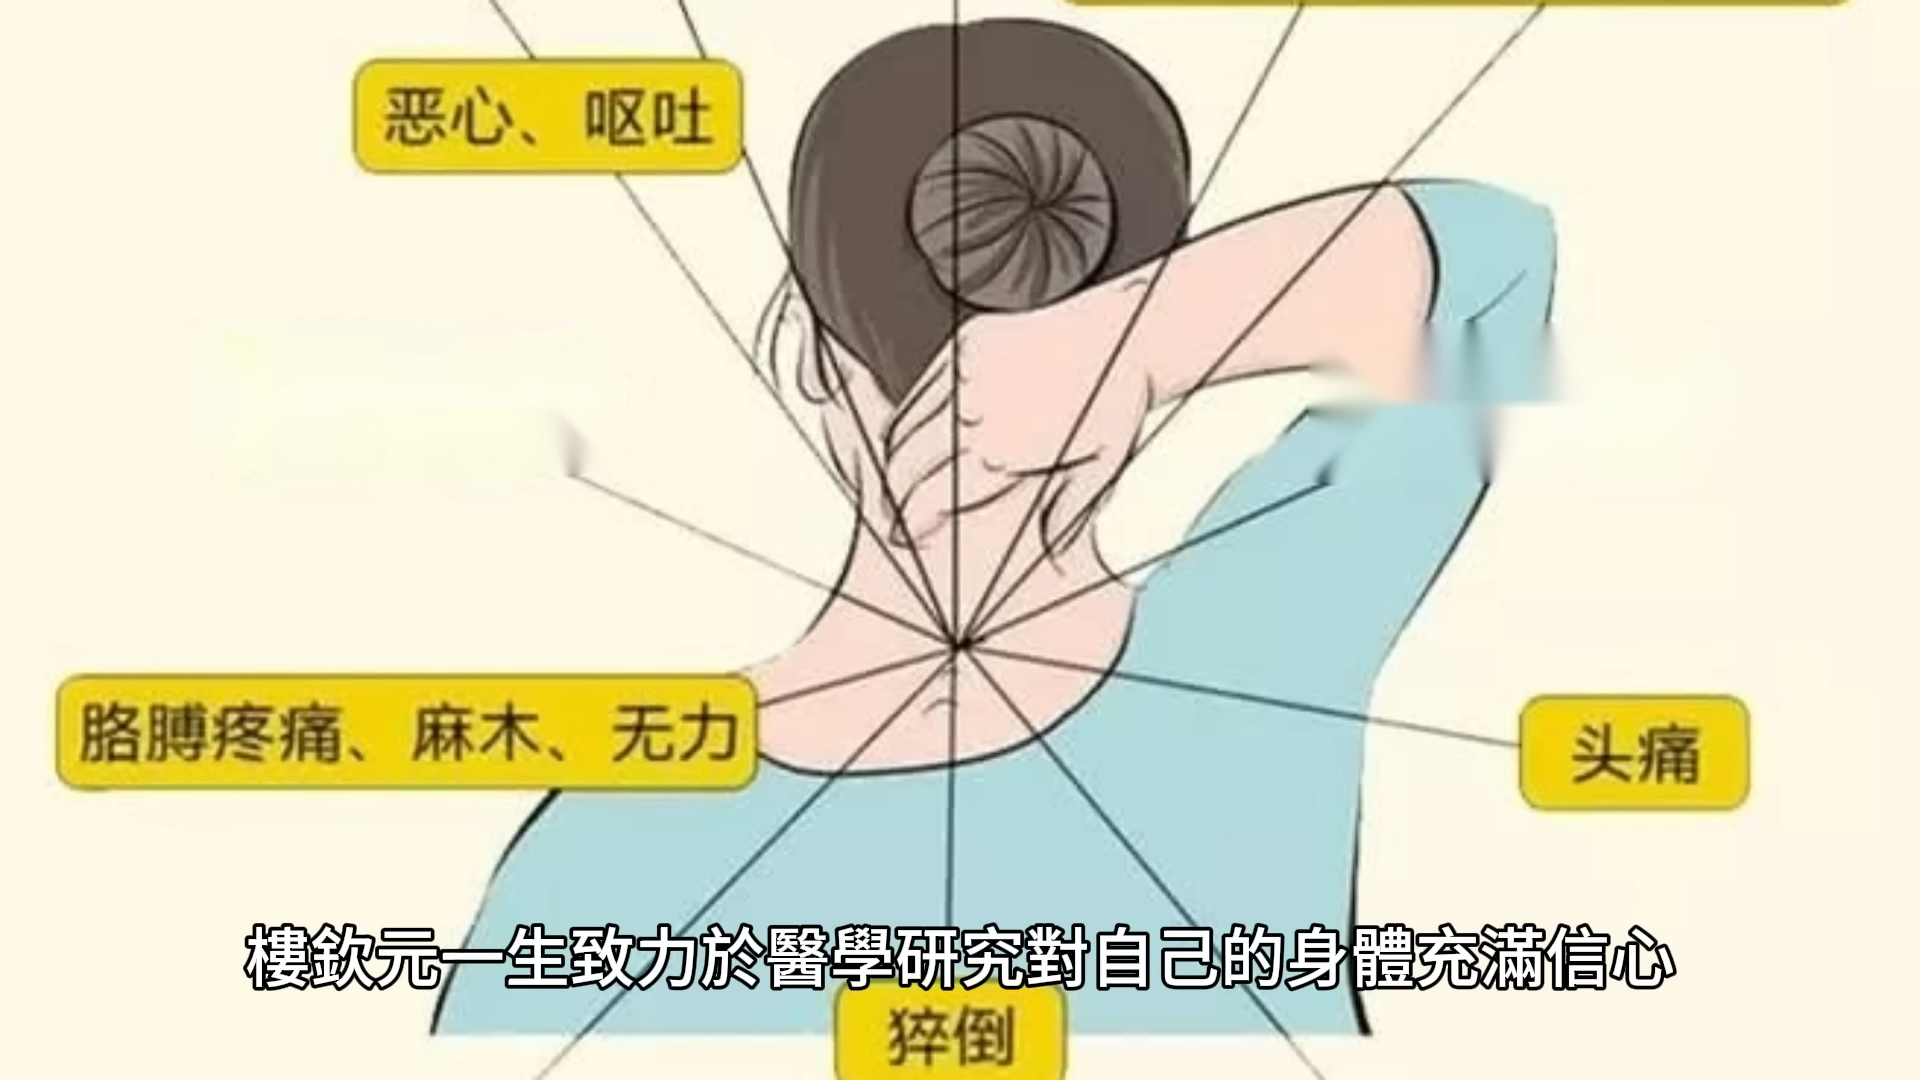 恶心、呕吐
胳膊疼痛、麻木、无力
头痛
樓欽元一生致力於醫學研究對自己的身體充滿信心
猝倒